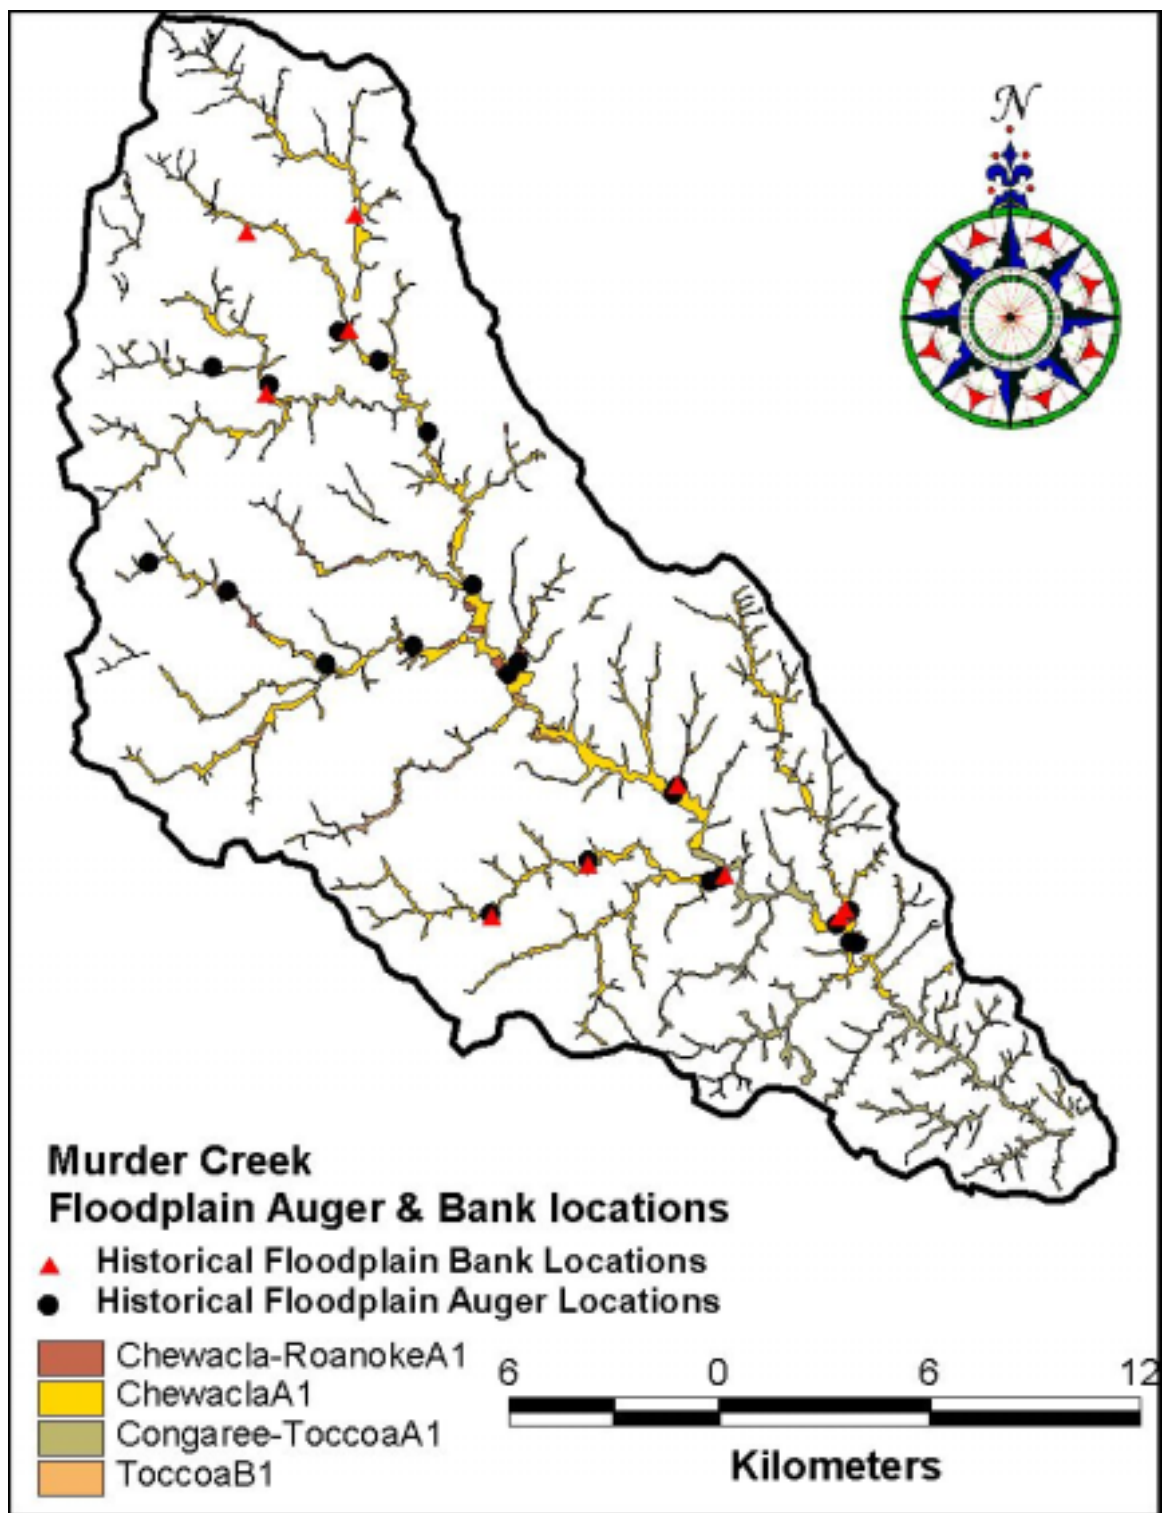 N
Murder Creek
Floodplain Auger & Bank locations
Historical Floodplain Bank Locations
Historical Floodplain Auger Locations
Chewacla-RoanokeA1
ChewaclaA1
Congaree-ToccoaA1
ToccoaB1
6 0 6 12
Kilometers